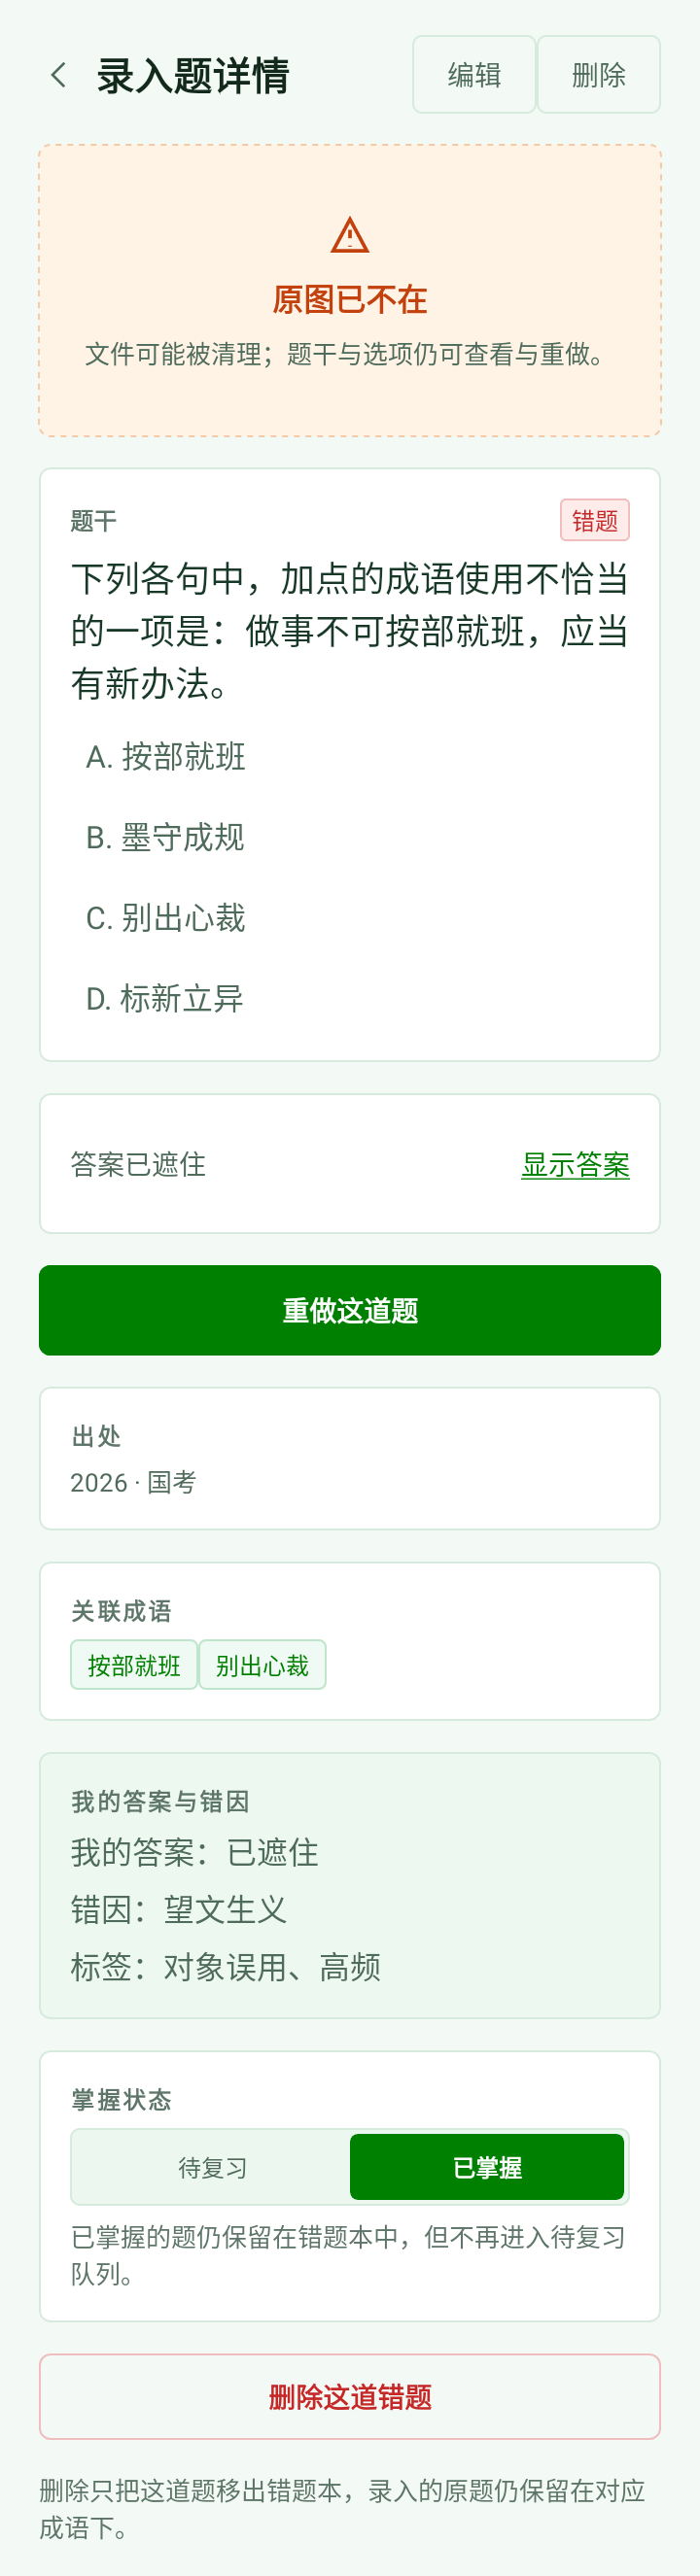 录入题详情
编辑
删除
原图已不在
文件可能被清理；题干与选项仍可查看与重做。
题干
错题
下列各句中，加点的成语使用不恰当
的一项是：做事不可按部就班，应当
有新办法。
A. 按部就班
B. 墨守成规
C. 别出心裁
D. 标新立异
答案已遮住
显示答案
重做这道题
出处
2026 · 国考
关联成语
按部就班
别出心裁
我的答案与错因
我的答案：已遮住
错因：望文生义
标签：对象误用、高频
掌握状态
待复习
已掌握
已掌握的题仍保留在错题本中，但不再进入待复习
队列。
删除这道错题
删除只把这道题移出错题本，录入的原题仍保留在对应
成语下。